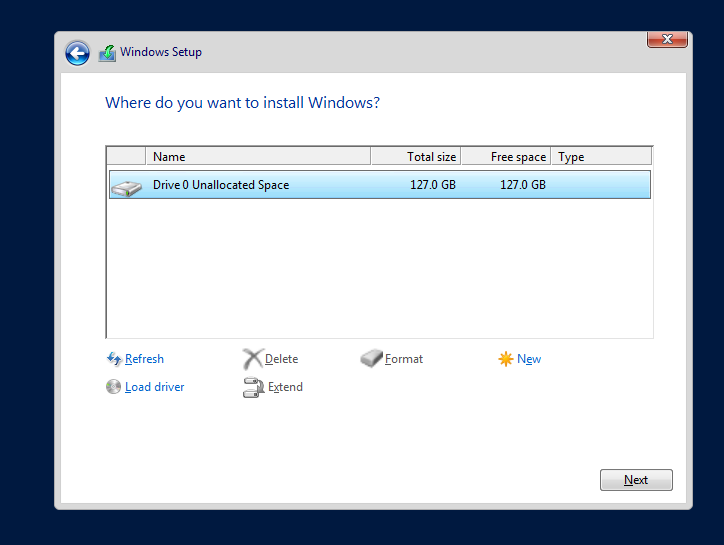 Windows Setup
Where do you want to install Windows?
Name Total size Free space Type
Drive 0 Unallocated Space 127.0 GB 127.0 GB
Refresh Delete Format New
Load driver Extend
Next